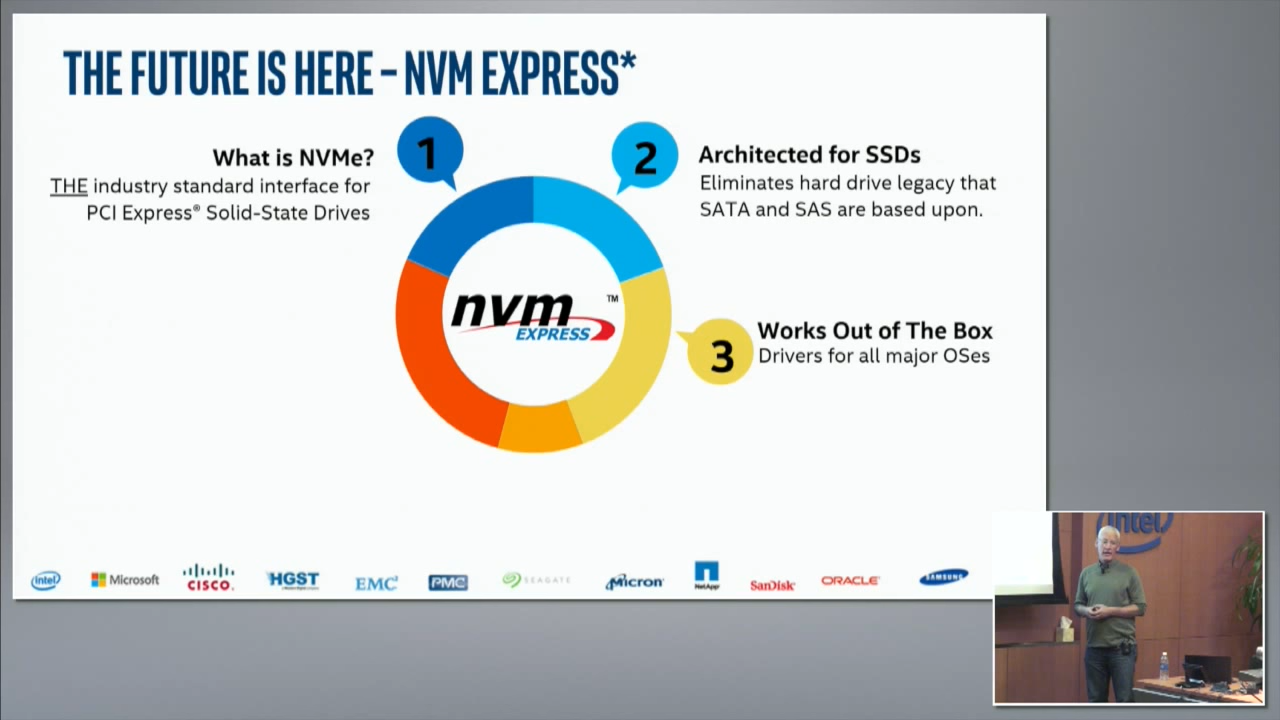 THE FUTURE IS HERE – NVM EXPRESS*
1
What is NVMe?
THE industry standard interface for
PCI Express® Solid-State Drives
2
Architected for SSDs
Eliminates hard drive legacy that
SATA and SAS are based upon.
nvm ™
EXPRESS
3
Works Out of The Box
Drivers for all major OSes
intel
Microsoft
CISCO.
HGST
EMC²
PMC
SEAGATE
Micron
NetApp
SanDisk
ORACLE
SAMSUNG
intel